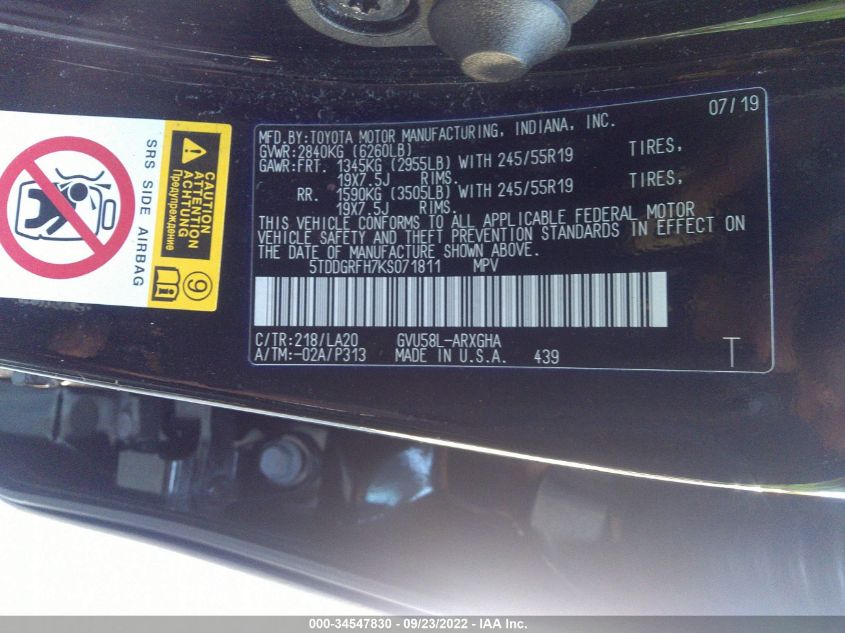 07/19
MFD.BY:TOYOTA MOTOR MANUFACTURING, INDIANA, INC.
GVWR:2840KG (6260LB)
GAWR:FRT. 1345KG (2955LB) WITH 245/55R19 TIRES,
19X7.5J RIMS.
RR. 1590KG (3505LB) WITH 245/55R19 TIRES,
19X7.5J RIMS.
THIS VEHICLE CONFORMS TO ALL APPLICABLE FEDERAL MOTOR
VEHICLE SAFETY AND THEFT PREVENTION STANDARDS IN EFFECT ON
THE DATE OF MANUFACTURE SHOWN ABOVE.
5TDDGRFH7KS071811 MPV
C/TR:218/LA20 GVU58L-ARXGHA
A/TM:-02A/P313 MADE IN U.S.A. 439 T
SRS SIDE AIRBAG
CAUTION
ATTENTION
ACHTUNG
Предупреждение
9
000-34547830 - 09/23/2022 - IAA Inc.